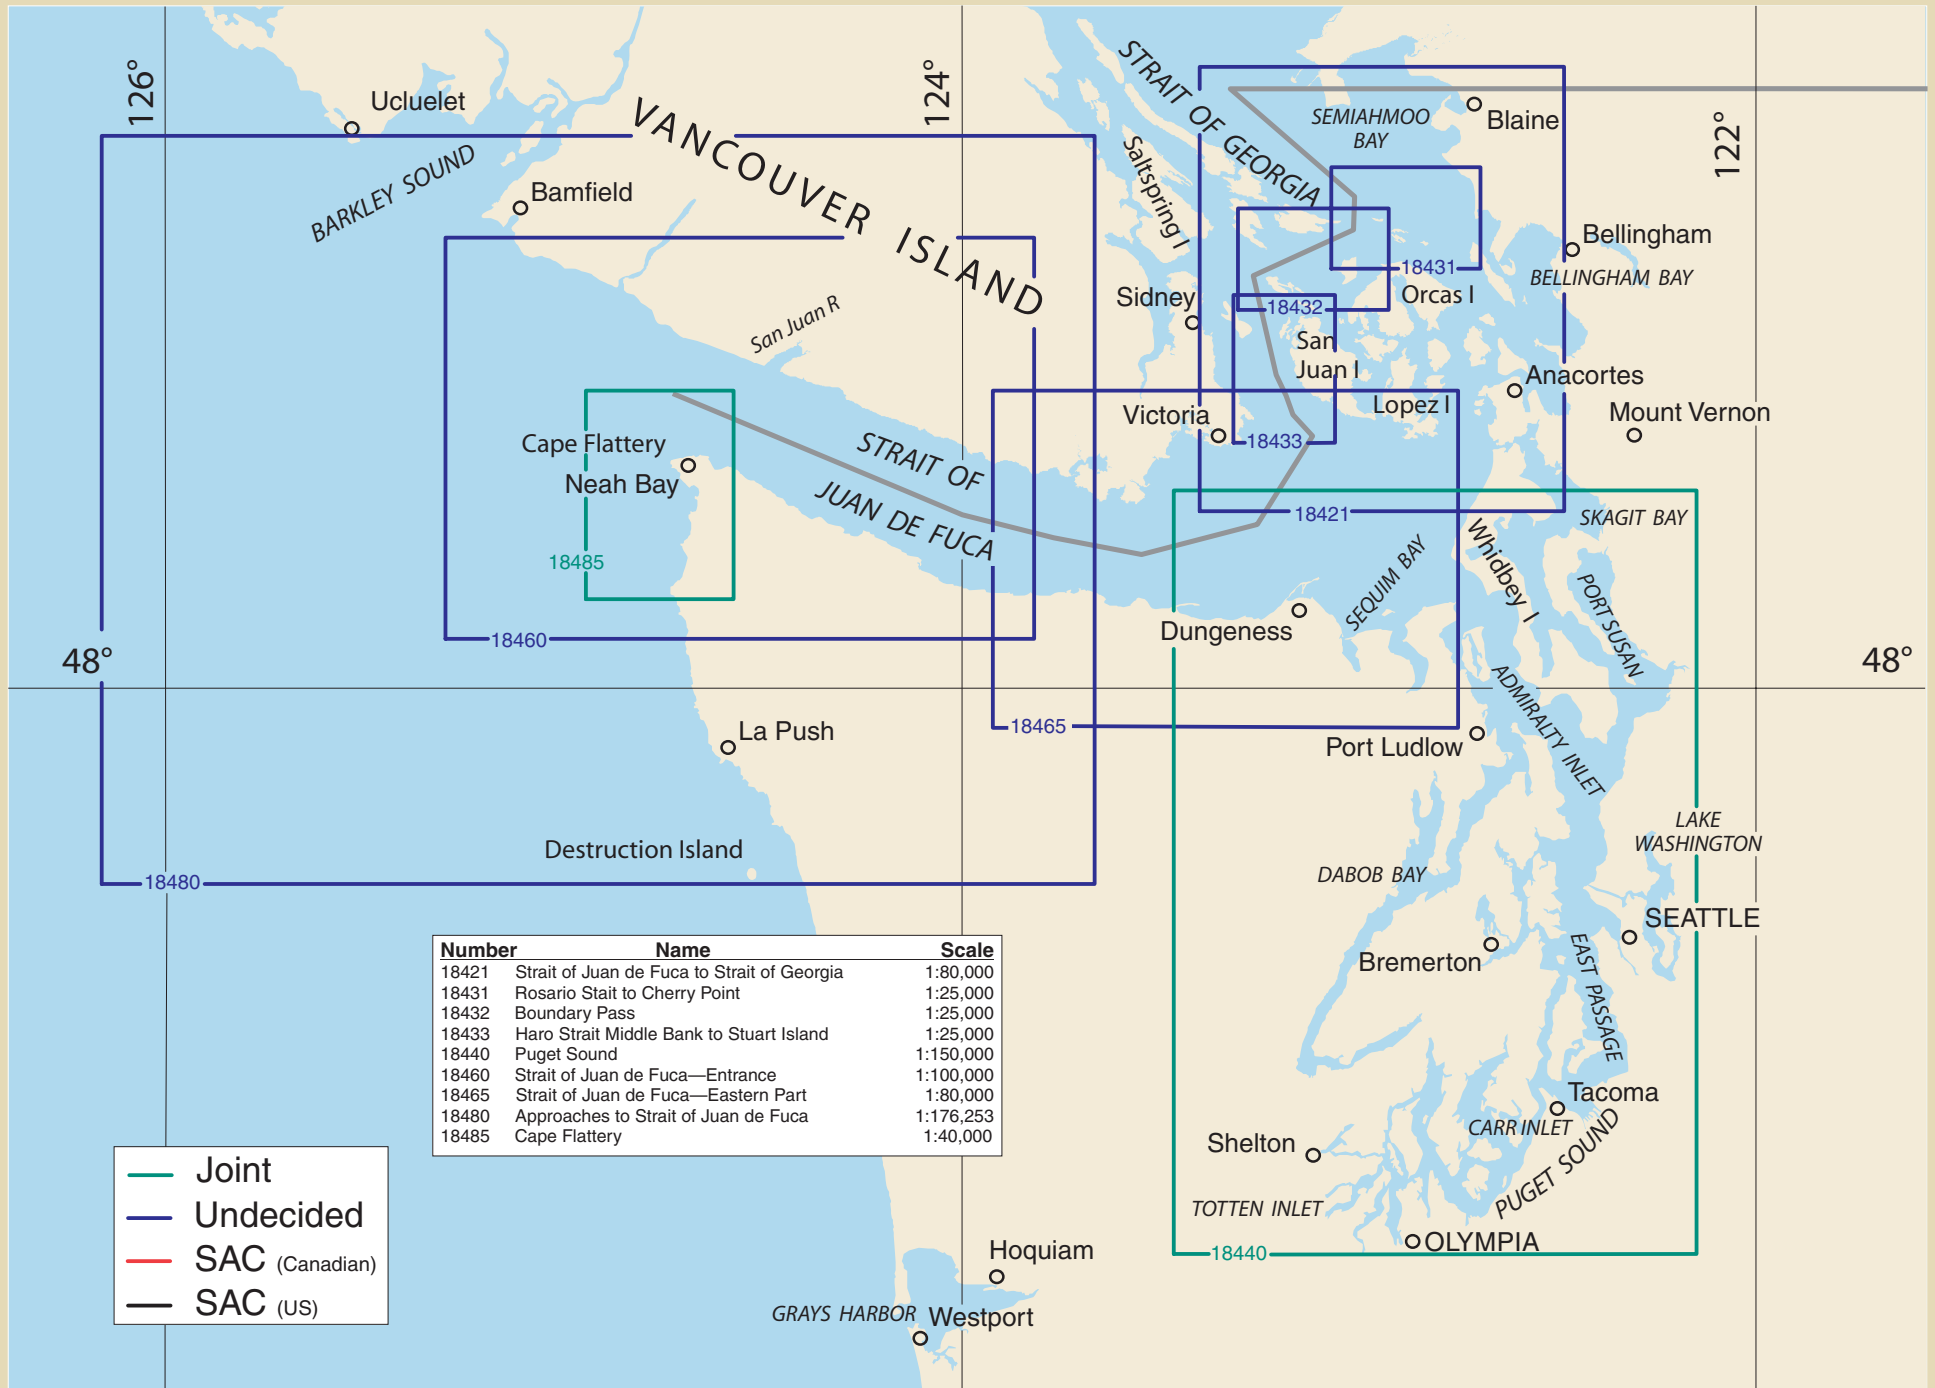 126°
124°
122°
Ucluelet
BARKLEY SOUND
Bamfield
VANCOUVER ISLAND
STRAIT OF GEORGIA
SEMIAHMOO
BAY
Blaine
Saltspring I
Bellingham
BELLINGHAM BAY
18431
Orcas I
Sidney
18432
San Juan R
San
Juan I
Anacortes
Lopez I
Mount Vernon
Victoria
18433
Cape Flattery
Neah Bay
STRAIT OF
JUAN DE FUCA
18421
SKAGIT BAY
18485
Whidbey I
SEQUIM BAY
PORT SUSAN
Dungeness
18460
48°
48°
ADMIRALTY INLET
18465
La Push
Port Ludlow
LAKE
WASHINGTON
Destruction Island
DABOB BAY
18480
SEATTLE
Bremerton
EAST PASSAGE
Number Name Scale
18421 Strait of Juan de Fuca to Strait of Georgia 1:80,000
18431 Rosario Stait to Cherry Point 1:25,000
18432 Boundary Pass 1:25,000
18433 Haro Strait Middle Bank to Stuart Island 1:25,000
18440 Puget Sound 1:150,000
18460 Strait of Juan de Fuca—Entrance 1:100,000
18465 Strait of Juan de Fuca—Eastern Part 1:80,000
18480 Approaches to Strait of Juan de Fuca 1:176,253
18485 Cape Flattery 1:40,000
Tacoma
CARR INLET
PUGET SOUND
Shelton
TOTTEN INLET
OLYMPIA
18440
Joint
Undecided
SAC (Canadian)
SAC (US)
Hoquiam
GRAYS HARBOR
Westport